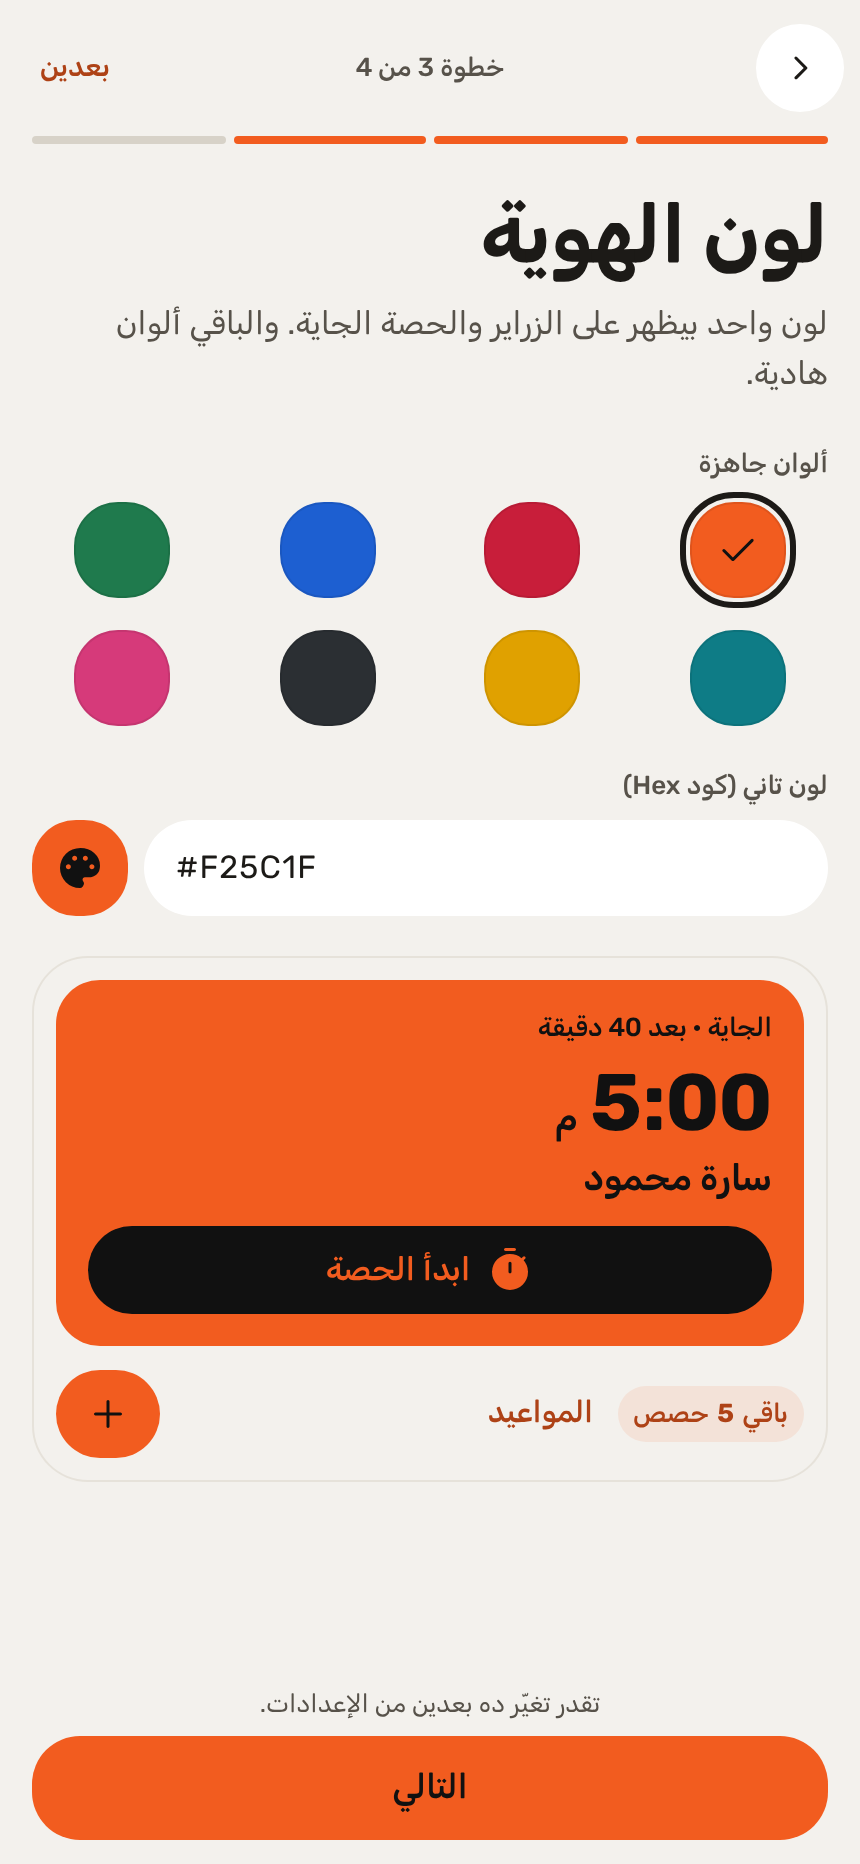 خطوة 3 من 4
بعدين
لون الهوية
لون واحد بيظهر على الزراير والحصة الجاية. والباقي ألوان
هادية.
ألوان جاهزة
لون تاني (كود Hex)
#F25C1F
الجاية • بعد 40 دقيقة
5:00 م
سارة محمود
ابدأ الحصة
باقي 5 حصص
المواعيد
تقدر تغيّر ده بعدين من الإعدادات.
التالي